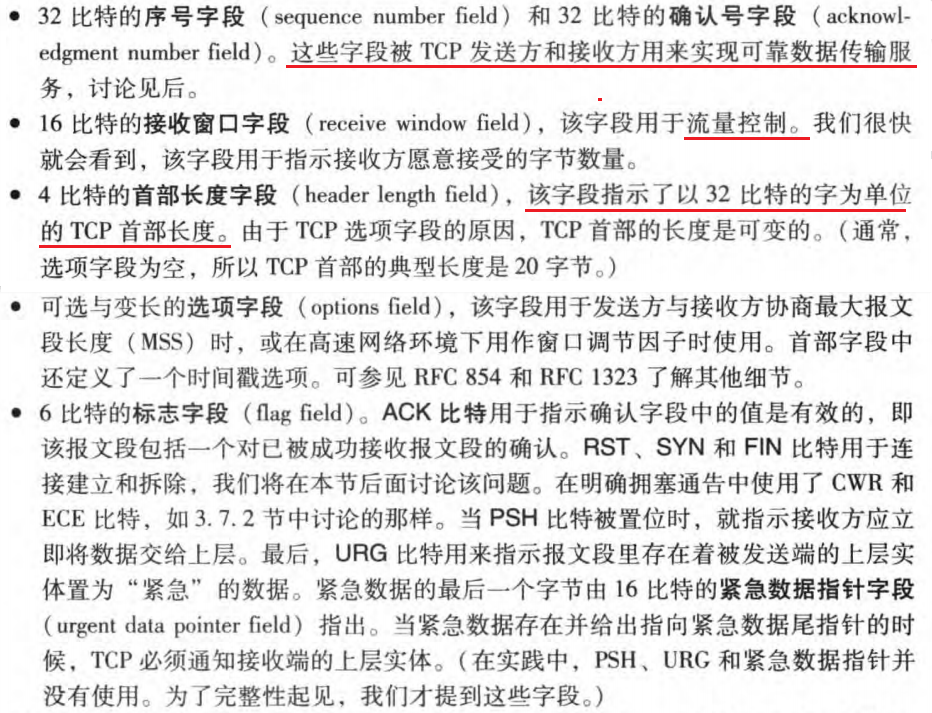 • 32 比特的序号字段（sequence number field）和 32 比特的确认号字段（acknowl-
edgment number field）。这些字段被 TCP 发送方和接收方用来实现可靠数据传输服
务，讨论见后。
• 16 比特的接收窗口字段（receive window field），该字段用于流量控制。我们很快
就会看到，该字段用于指示接收方愿意接受的字节数量。
• 4 比特的首部长度字段（header length field），该字段指示了以 32 比特的字为单位
的 TCP 首部长度。由于 TCP 选项字段的原因，TCP 首部的长度是可变的。（通常，
选项字段为空，所以 TCP 首部的典型长度是 20 字节。）
• 可选与变长的选项字段（options field），该字段用于发送方与接收方协商最大报文
段长度（MSS）时，或在高速网络环境下用作窗口调节因子时使用。首部字段中
还定义了一个时间戳选项。可参见 RFC 854 和 RFC 1323 了解其他细节。
• 6 比特的标志字段（flag field）。ACK 比特用于指示确认字段中的值是有效的，即
该报文段包括一个对已被成功接收报文段的确认。RST、SYN 和 FIN 比特用于连
接建立和拆除，我们将在本节后面讨论该问题。在明确拥塞通告中使用了 CWR 和
ECE 比特，如 3.7.2 节中讨论的那样。当 PSH 比特被置位时，就指示接收方应立
即将数据交给上层。最后，URG 比特用来指示报文段里存在着被发送端的上层实
体置为“紧急”的数据。紧急数据的最后一个字节由 16 比特的紧急数据指针字段
（urgent data pointer field）指出。当紧急数据存在并给出指向紧急数据尾指针的时
候，TCP 必须通知接收端的上层实体。（在实践中，PSH、URG 和紧急数据指针并
没有使用。为了完整性起见，我们才提到这些字段。）